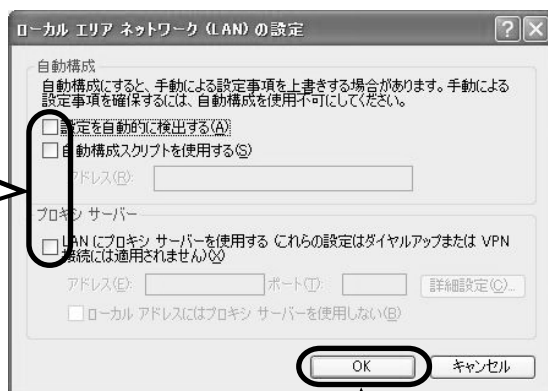 ローカル エリア ネットワーク (LAN) の設定
自動構成
自動構成にすると、手動による設定事項を上書きする場合があります。手動による
設定事項を確保するには、自動構成を使用不可にしてください。
設定を自動的に検出する(A)
自動構成スクリプトを使用する(S)
アドレス(R):
プロキシ サーバー
LAN にプロキシ サーバーを使用する (これらの設定はダイヤルアップまたは VPN
接続には適用されません)(X)
アドレス(E): ポート(T): 詳細設定(C)...
ローカル アドレスにはプロキシ サーバーを使用しない(B)
OK キャンセル